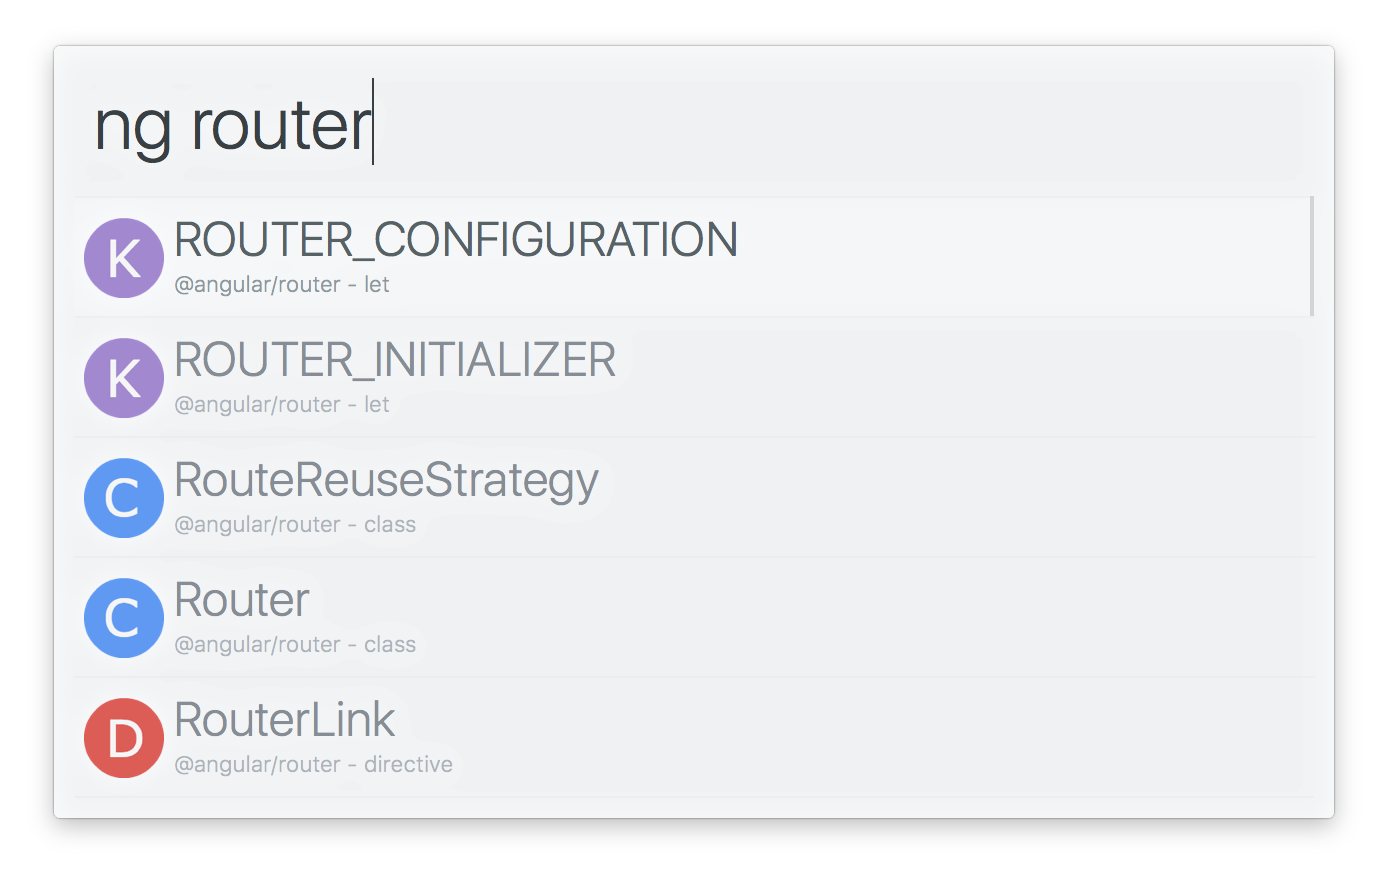 ng router
K ROUTER_CONFIGURATION
@angular/router - let
K ROUTER_INITIALIZER
@angular/router - let
C RouteReuseStrategy
@angular/router - class
C Router
@angular/router - class
D RouterLink
@angular/router - directive